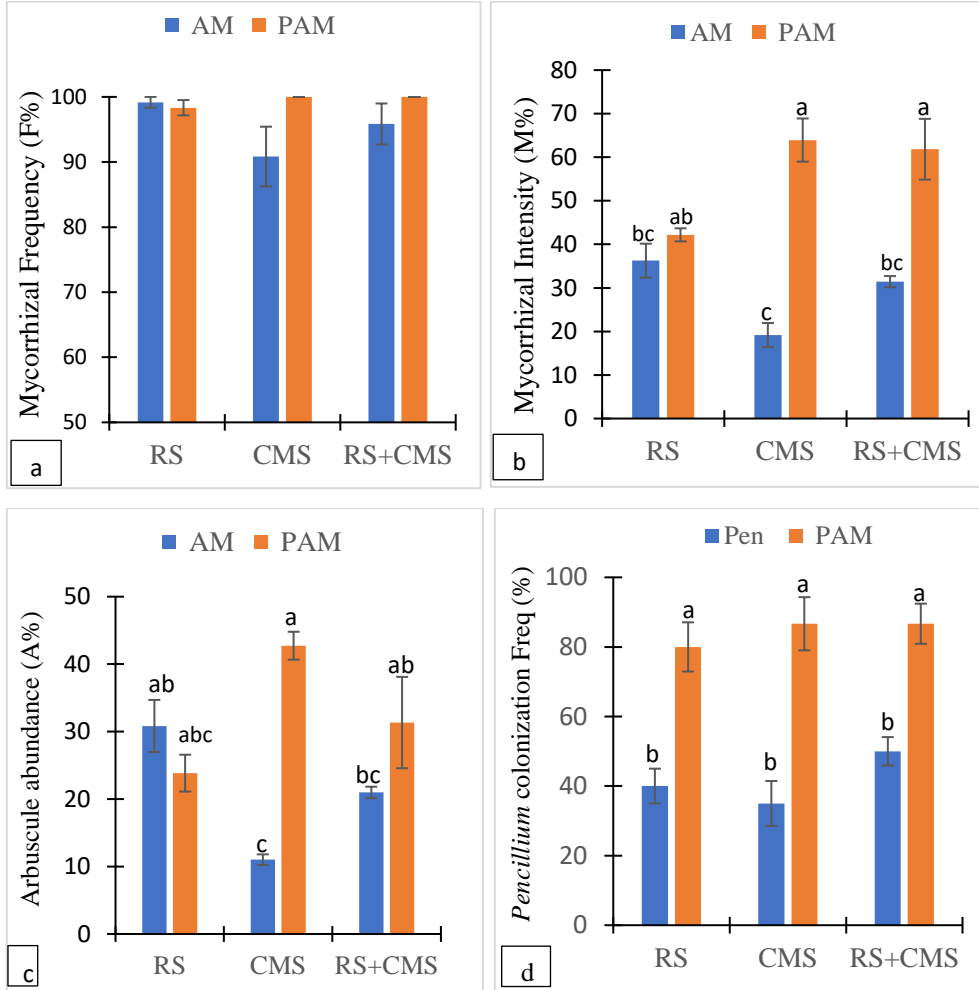 AM PAM
Mycorrhizal Frequency (F%)
100
90
80
70
60
50
RS CMS RS+CMS
a
AM PAM
Mycorrhizal Intensity (M%)
80
70
60
50
40
30
20
10
0
bc ab c a bc a
RS CMS RS+CMS
b
AM PAM
Arbuscule abundance (A%)
50
40
30
20
10
0
ab abc c a bc ab
RS CMS RS+CMS
c
Pen PAM
Pencillium colonization Freq (%)
100
80
60
40
20
0
b a b a b a
RS CMS RS+CMS
d